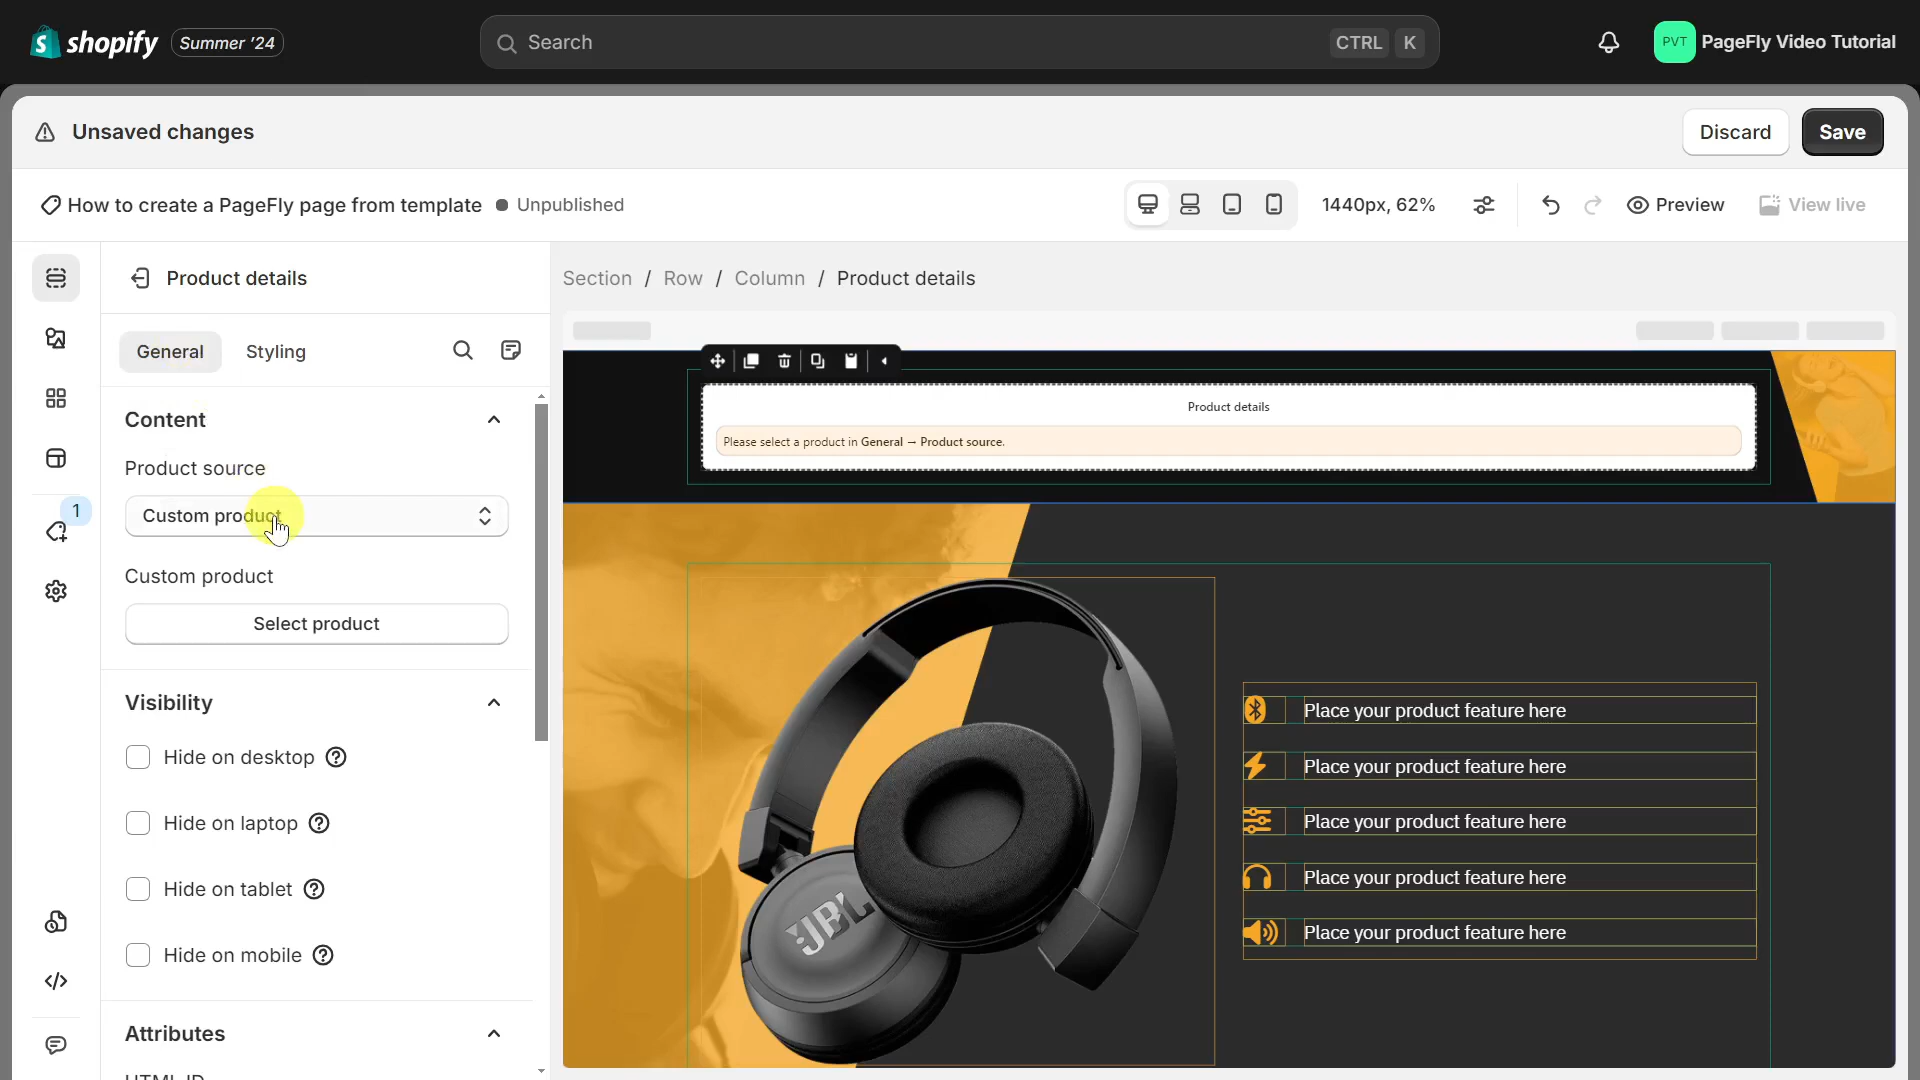 shopify
Summer '24
Search
CTRL K
PVT
PageFly Video Tutorial
Unsaved changes
Discard
Save
How to create a PageFly page from template
Unpublished
1440px, 62%
Preview
View live
Product details
Section / Row / Column / Product details
General
Styling
Content
Product source
Custom product
1
Custom product
Select product
Visibility
Hide on desktop
Hide on laptop
Hide on tablet
Hide on mobile
Attributes
HTML ID
Product details
Please select a product in General → Product source.
JBL
Place your product feature here
Place your product feature here
Place your product feature here
Place your product feature here
Place your product feature here